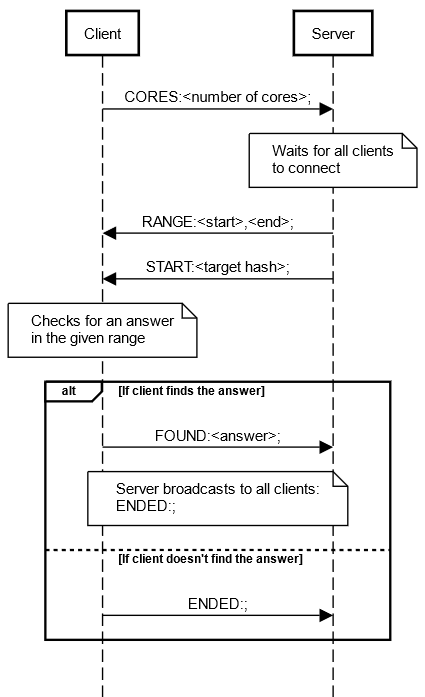 Client
Server
CORES:<number of cores>;
Waits for all clients
to connect
RANGE:<start>,<end>;
START:<target hash>;
Checks for an answer
in the given range
alt
[If client finds the answer]
FOUND:<answer>;
Server broadcasts to all clients:
ENDED:;
[If client doesn't find the answer]
ENDED:;